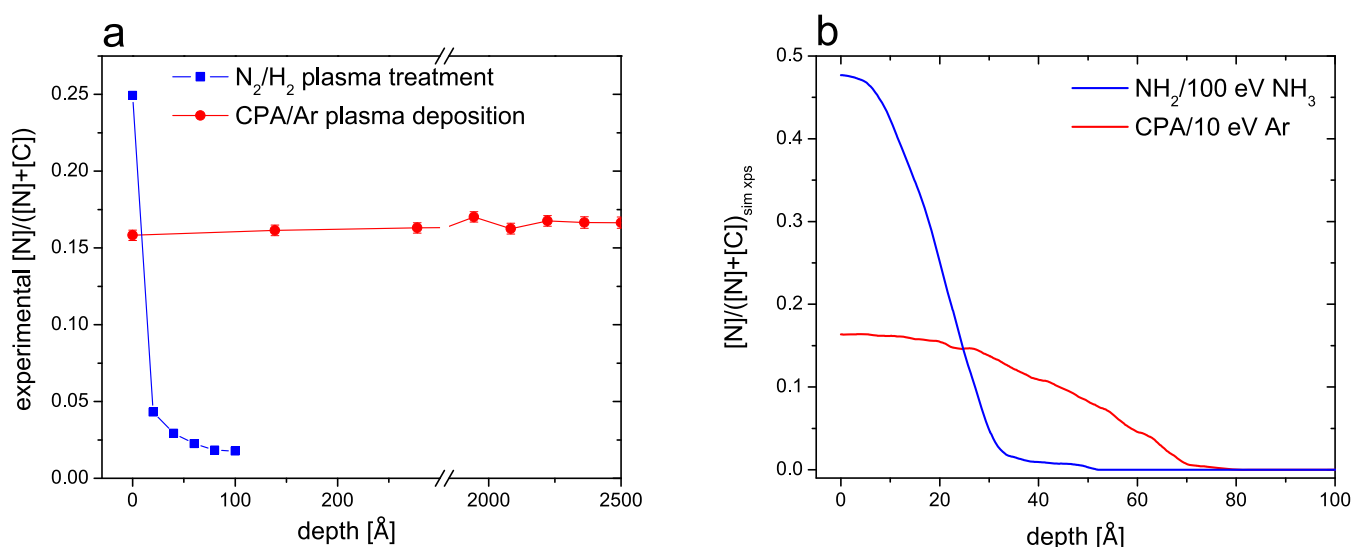 a
experimental [N]/([N]+[C])
0.25
0.20
0.15
0.10
0.05
0.00
N₂/H₂ plasma treatment
CPA/Ar plasma deposition
0
100
200
2000
2500
depth [Å]
b
[N]/([N]+[C])sim xps
0.5
0.4
0.3
0.2
0.1
0.0
NH₂/100 eV NH₃
CPA/10 eV Ar
0
20
40
60
80
100
depth [Å]